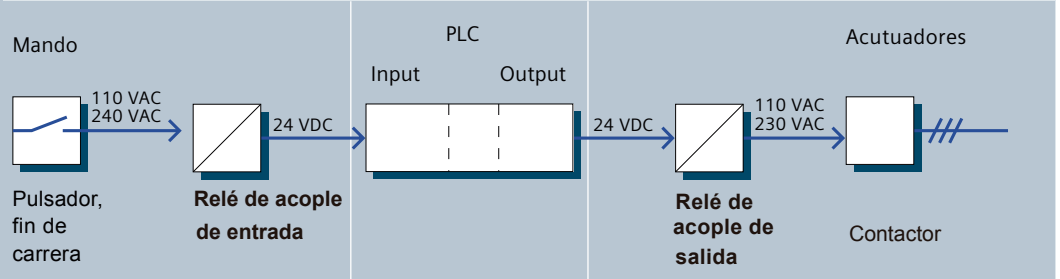 Mando
PLC
Acutuadores
Input
Output
110 VAC
240 VAC
24 VDC
24 VDC
110 VAC
230 VAC
Pulsador,
fin de
carrera
Relé de acople
de entrada
Relé de
acople de
salida
Contactor